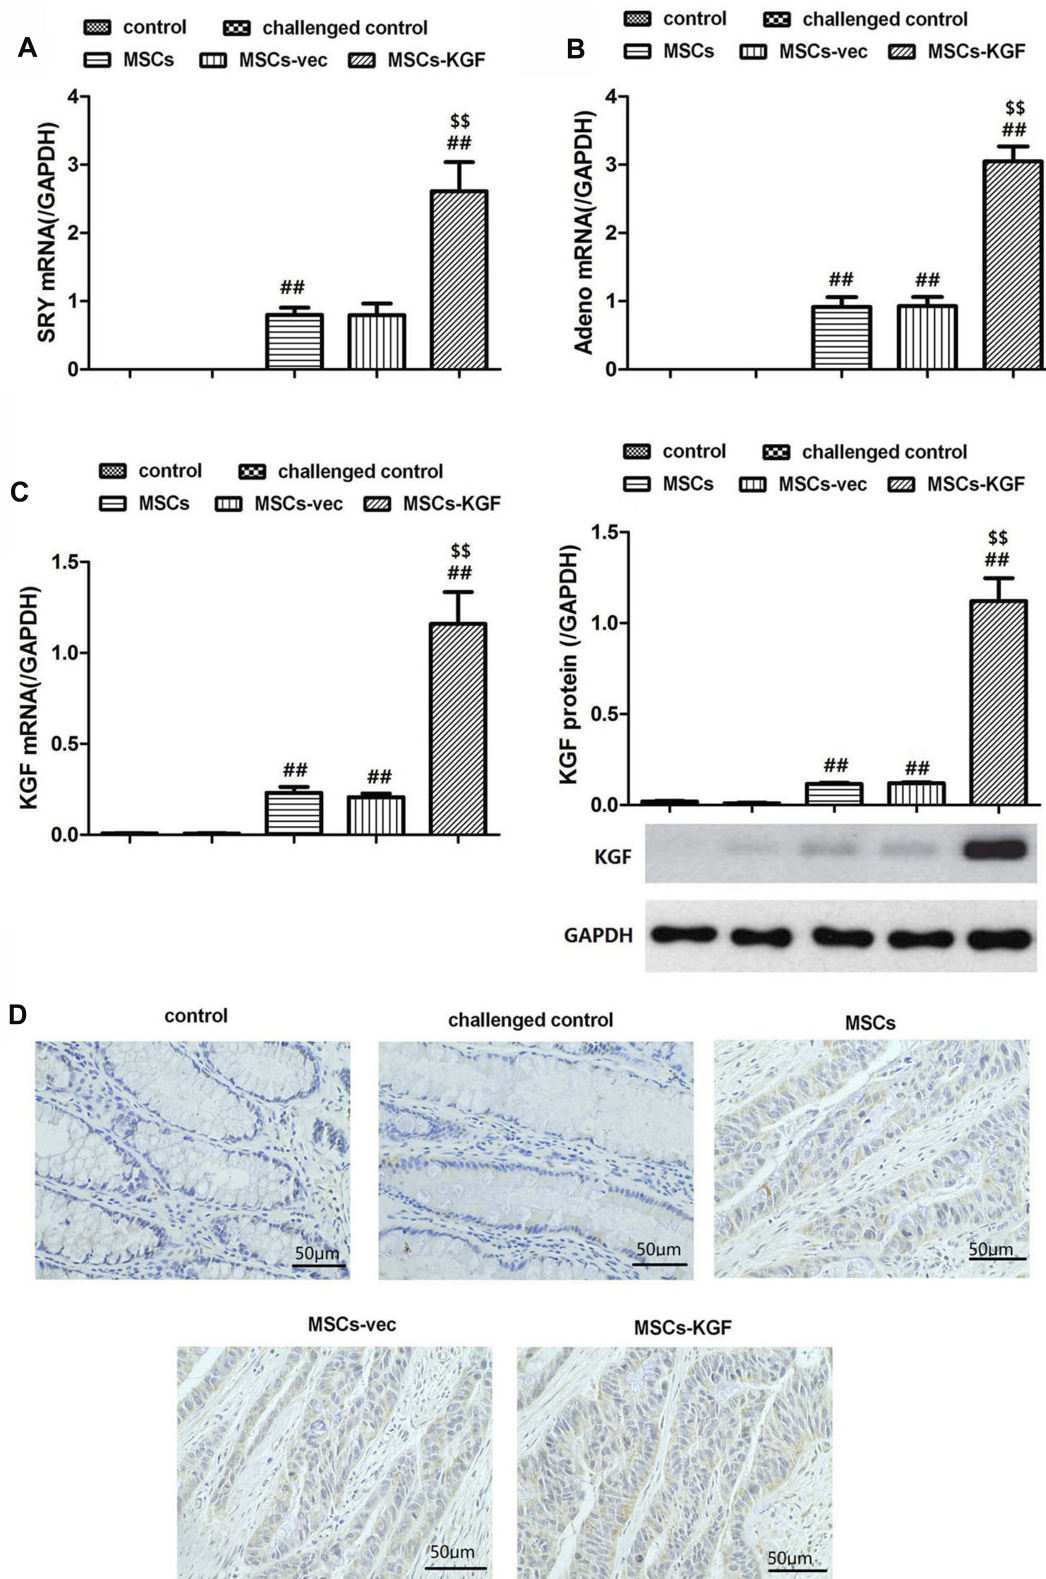 A
control challenged control
MSCs MSCs-vec MSCs-KGF
SRY mRNA(/GAPDH)
4
3
2
1
0
##
$$
##
B
control challenged control
MSCs MSCs-vec MSCs-KGF
Adeno mRNA(/GAPDH)
4
3
2
1
0
##
##
$$
##
C
control challenged control
MSCs MSCs-vec MSCs-KGF
KGF mRNA(/GAPDH)
1.5
1.0
0.5
0.0
##
##
$$
##
control challenged control
MSCs MSCs-vec MSCs-KGF
KGF protein (/GAPDH)
1.5
1.0
0.5
0.0
##
##
$$
##
KGF
GAPDH
D
control
challenged control
MSCs
50μm
50μm
50μm
MSCs-vec
MSCs-KGF
50μm
50μm